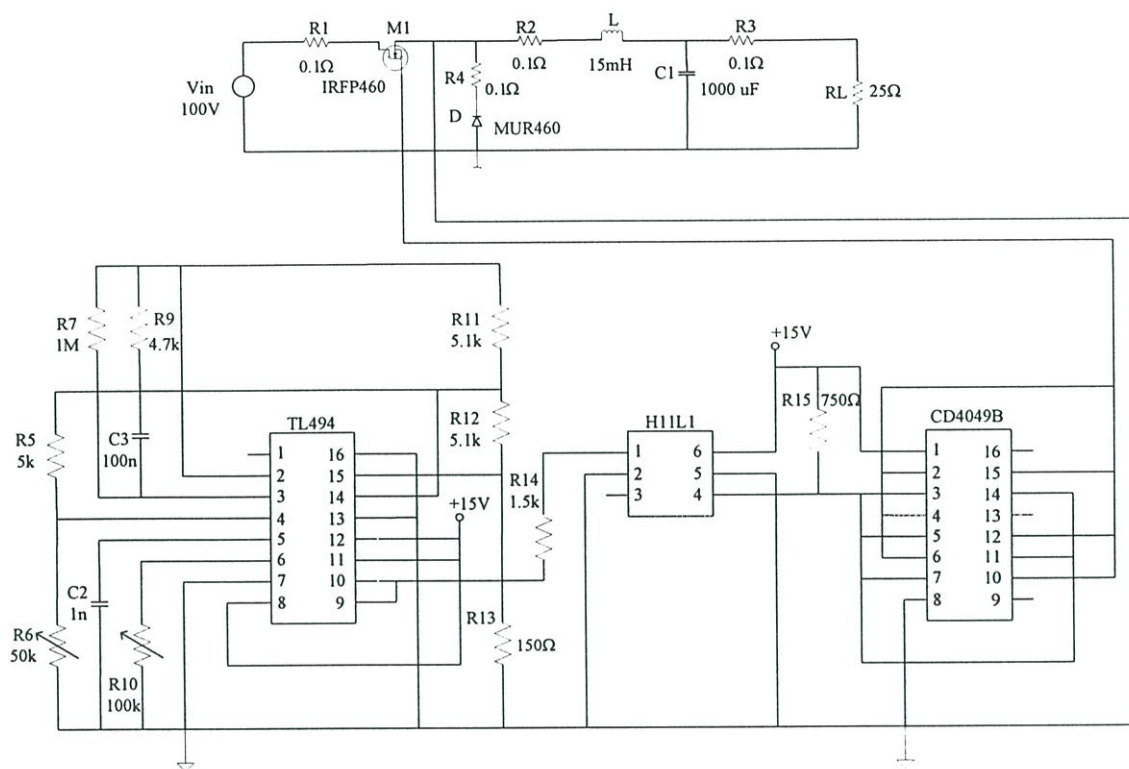 R1
M1
R2
L
R3
0.1Ω
IRFP460
R4
0.1Ω
0.1Ω
15mH
C1
1000 uF
0.1Ω
Vin
100V
D
MUR460
RL
25Ω
R7
1M
R9
4.7k
R11
5.1k
+15V
R5
5k
C3
100n
TL494
R12
5.1k
H11L1
R15
750Ω
CD4049B
1
2
3
4
5
6
7
8
16
15
14
13
12
11
10
9
+15V
R14
1.5k
1
2
3
6
5
4
1
2
3
4
5
6
7
8
16
15
14
13
12
11
10
9
C2
1n
R6
50k
R10
100k
R13
150Ω